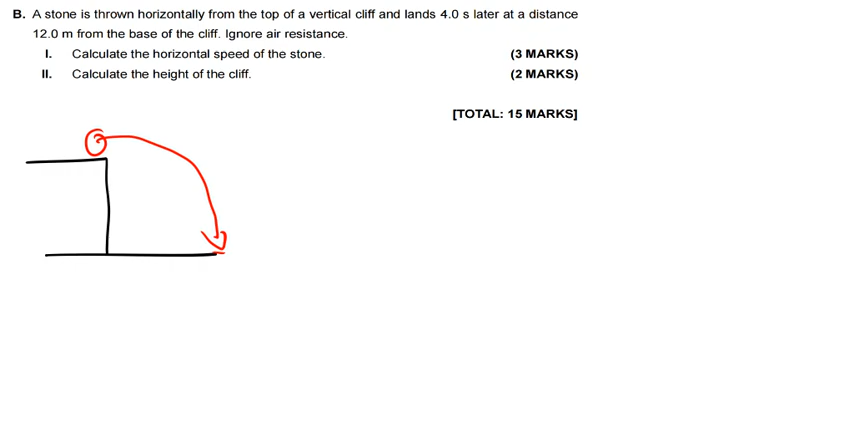 B. A stone is thrown horizontally from the top of a vertical cliff and lands 4.0 s later at a distance
12.0 m from the base of the cliff. Ignore air resistance.
I. Calculate the horizontal speed of the stone. (3 MARKS)
II. Calculate the height of the cliff. (2 MARKS)
[TOTAL: 15 MARKS]